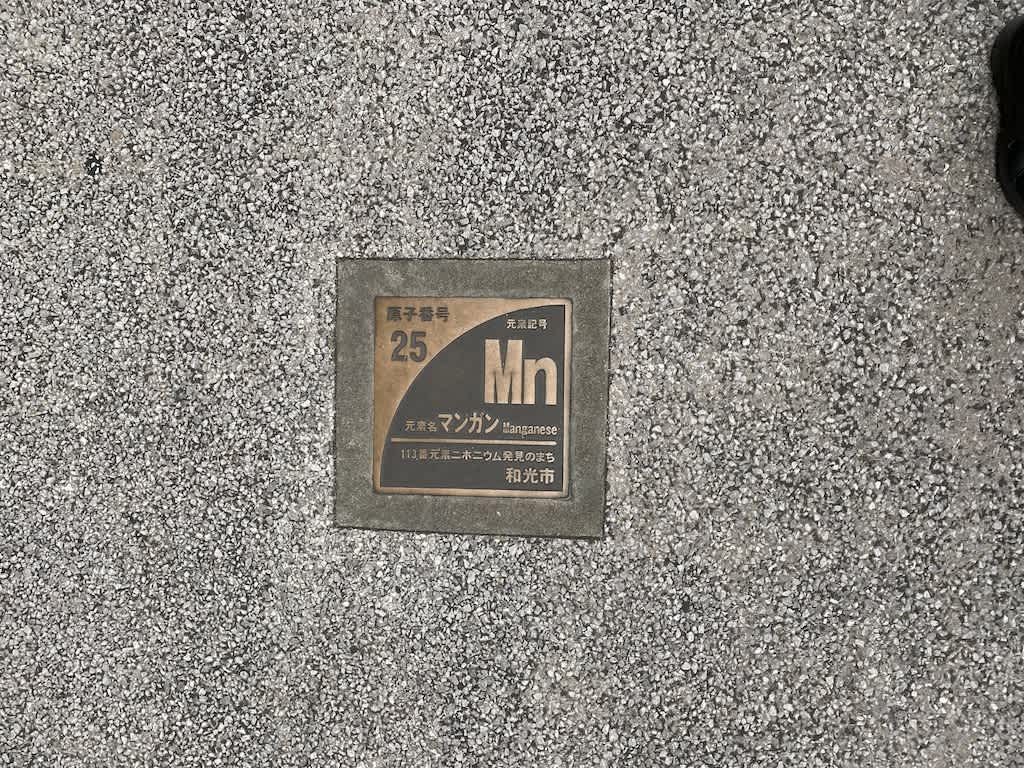 原子番号
25
元素記号
Mn
元素名 マンガン Manganese
113番元素ニホニウム発見のまち
和光市